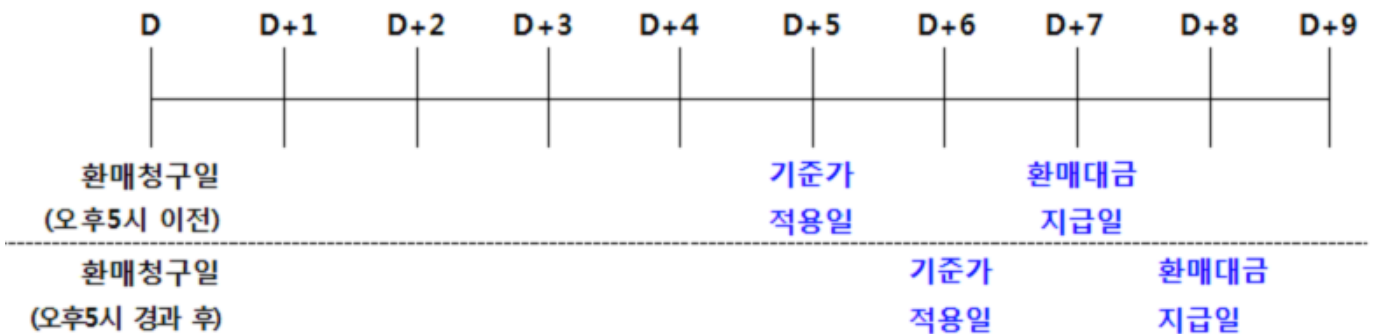 D D+1 D+2 D+3 D+4 D+5 D+6 D+7 D+8 D+9
환매청구일 기준가 환매대금
(오후5시 이전) 적용일 지급일
환매청구일 기준가 환매대금
(오후5시 경과 후) 적용일 지급일